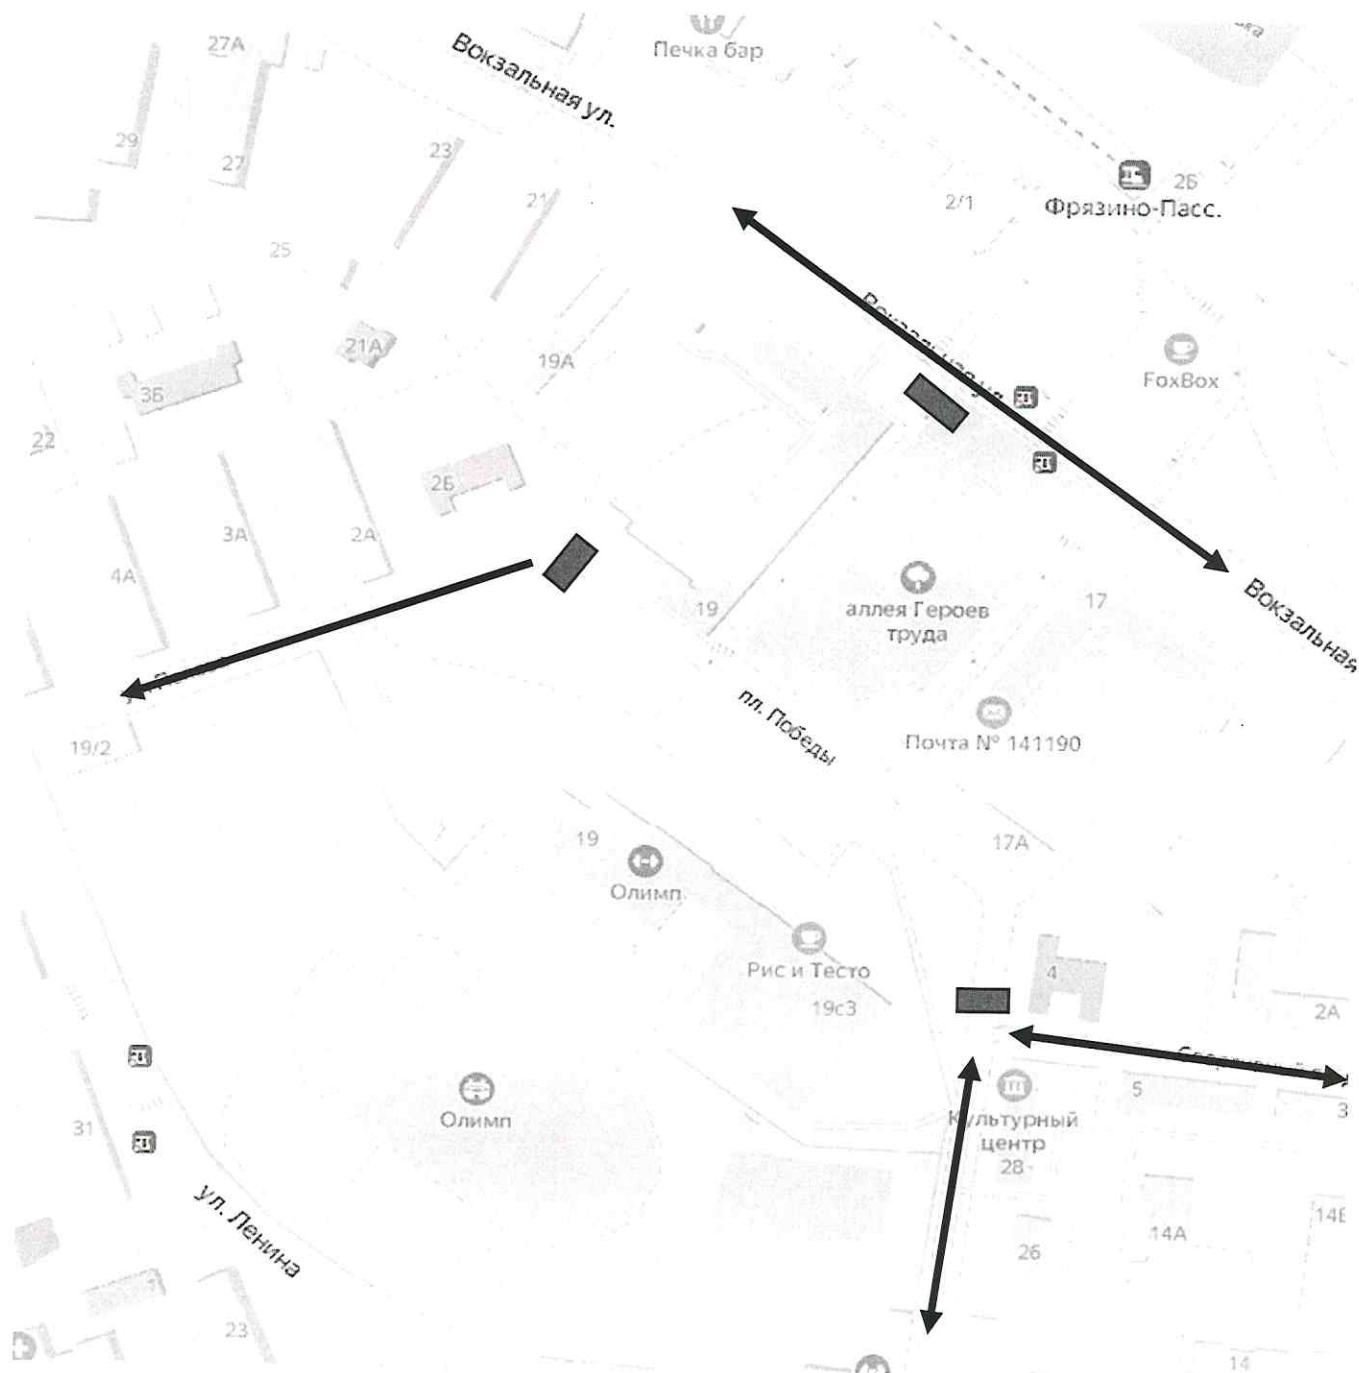 Печка бар
27А
Вокзальная ул.
29
27
23
21
2/1
2Б
Фрязино-Пасс.
25
21А
19А
3Б
FoxBox
22
2Б
3А
2А
4А
19
аллея Героев
труда
17
Вокзальная
19/2
пл. Победы
Почта № 141190
19
Олимп
17А
Рис и Тесто
19с3
4
2А
Олимп
Культурный
центр
28
5
3
31
ул. Ленина
26
14А
23
14